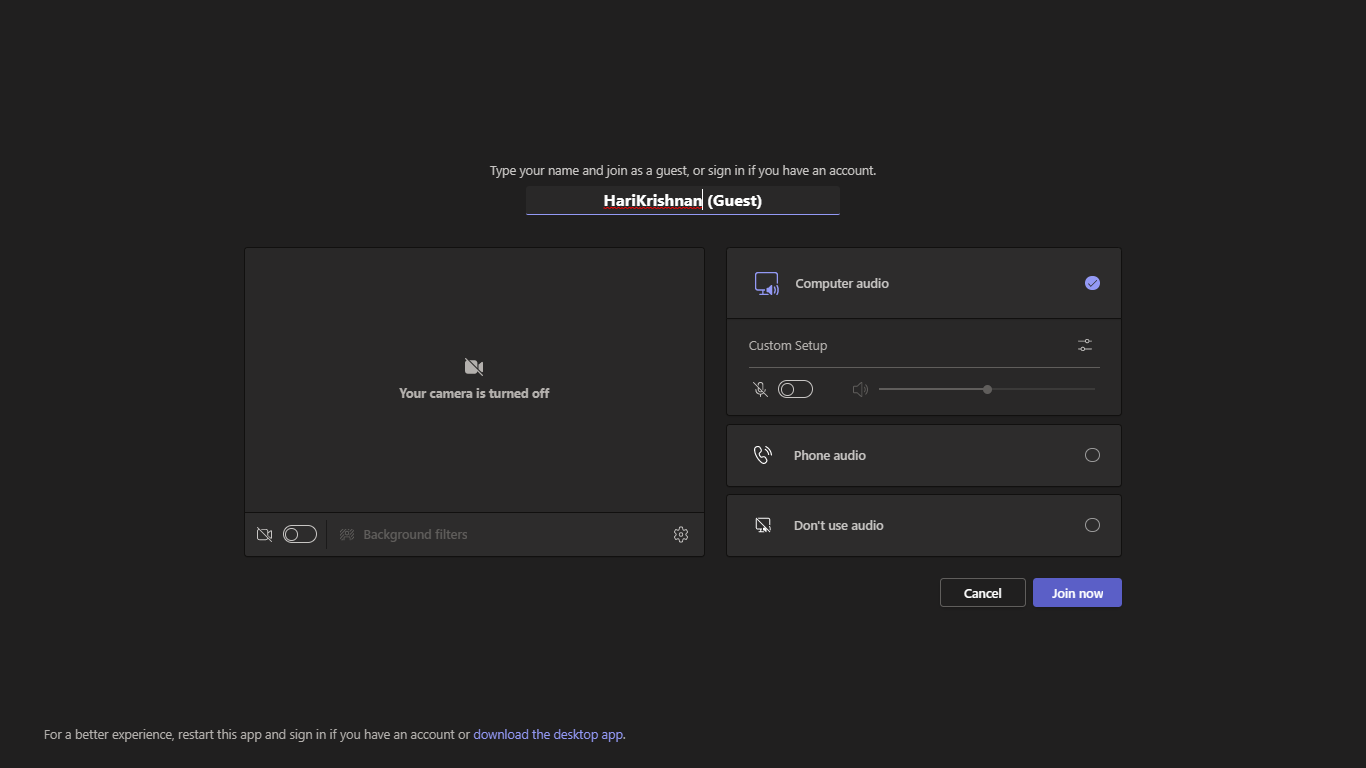 Type your name and join as a guest, or sign in if you have an account.
HariKrishnan (Guest)
Your camera is turned off
Background filters
Computer audio
Custom Setup
Phone audio
Don't use audio
Cancel
Join now
For a better experience, restart this app and sign in if you have an account or download the desktop app.